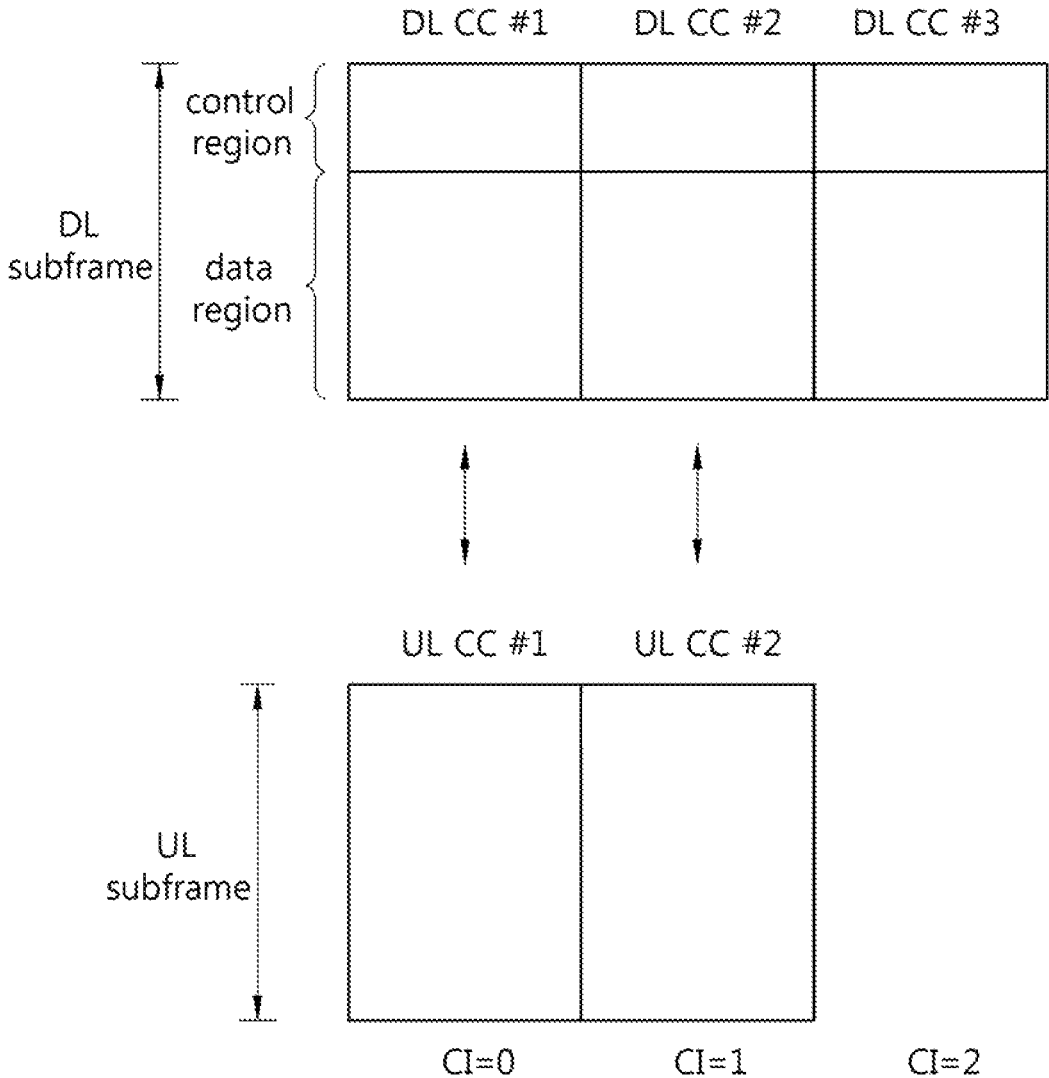 DL CC #1 DL CC #2 DL CC #3
control
region
DL
subframe
data
region
UL CC #1 UL CC #2
UL
subframe
CI=0 CI=1 CI=2